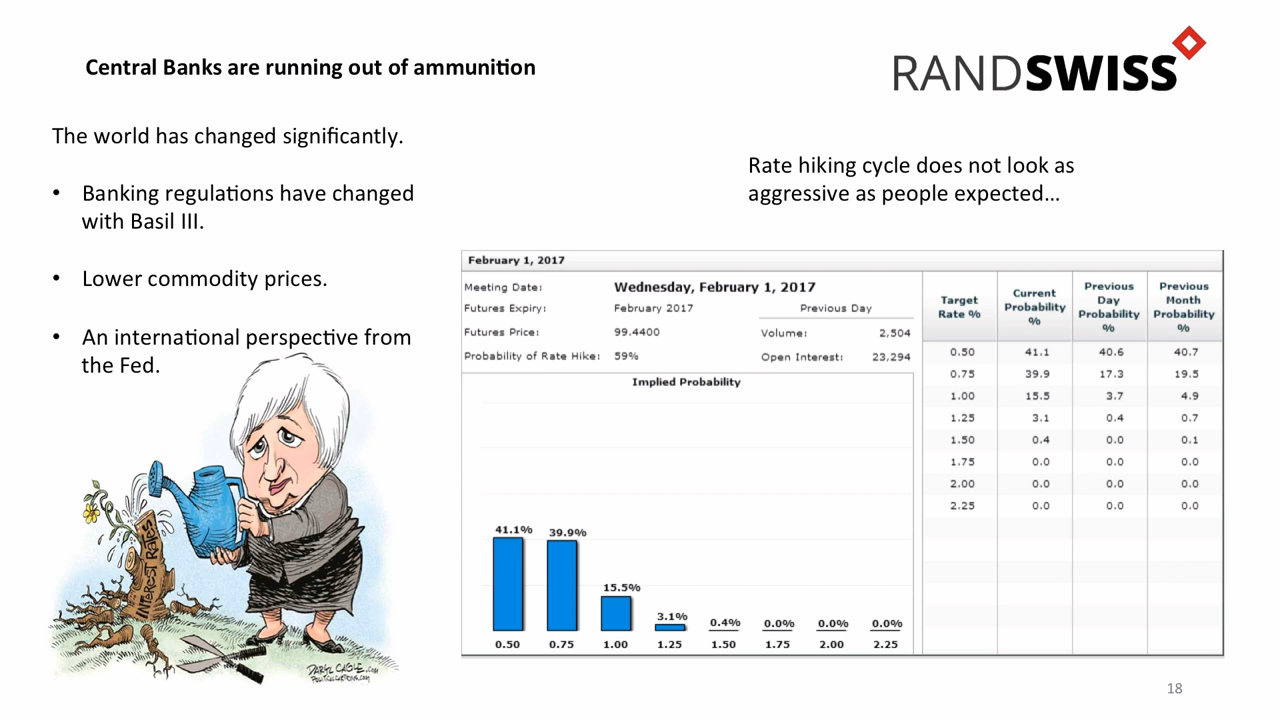 Central Banks are running out of ammunition
RANDSWISS
The world has changed significantly.
• Banking regulations have changed
with Basil III.
• Lower commodity prices.
• An international perspective from
the Fed.
Rate hiking cycle does not look as
aggressive as people expected…
February 1, 2017
Meeting Date: Wednesday, February 1, 2017
Futures Expiry: February 2017 Previous Day
Futures Price: 99.4400 Volume: 2,504
Probability of Rate Hike: 59% Open Interest: 23,294
Implied Probability
41.1% 39.9% 15.5% 3.1% 0.4% 0.0% 0.0% 0.0%
0.50 0.75 1.00 1.25 1.50 1.75 2.00 2.25
Target
Rate %
Current
Probability
%
Previous
Day
Probability
%
Previous
Month
Probability
%
0.50 41.1 40.6 40.7
0.75 39.9 17.3 19.5
1.00 15.5 3.7 4.9
1.25 3.1 0.4 0.7
1.50 0.4 0.0 0.1
1.75 0.0 0.0 0.0
2.00 0.0 0.0 0.0
2.25 0.0 0.0 0.0
INTEREST RATES
DARYL CAGLE.com
POLITICALCARTOONS.com
18